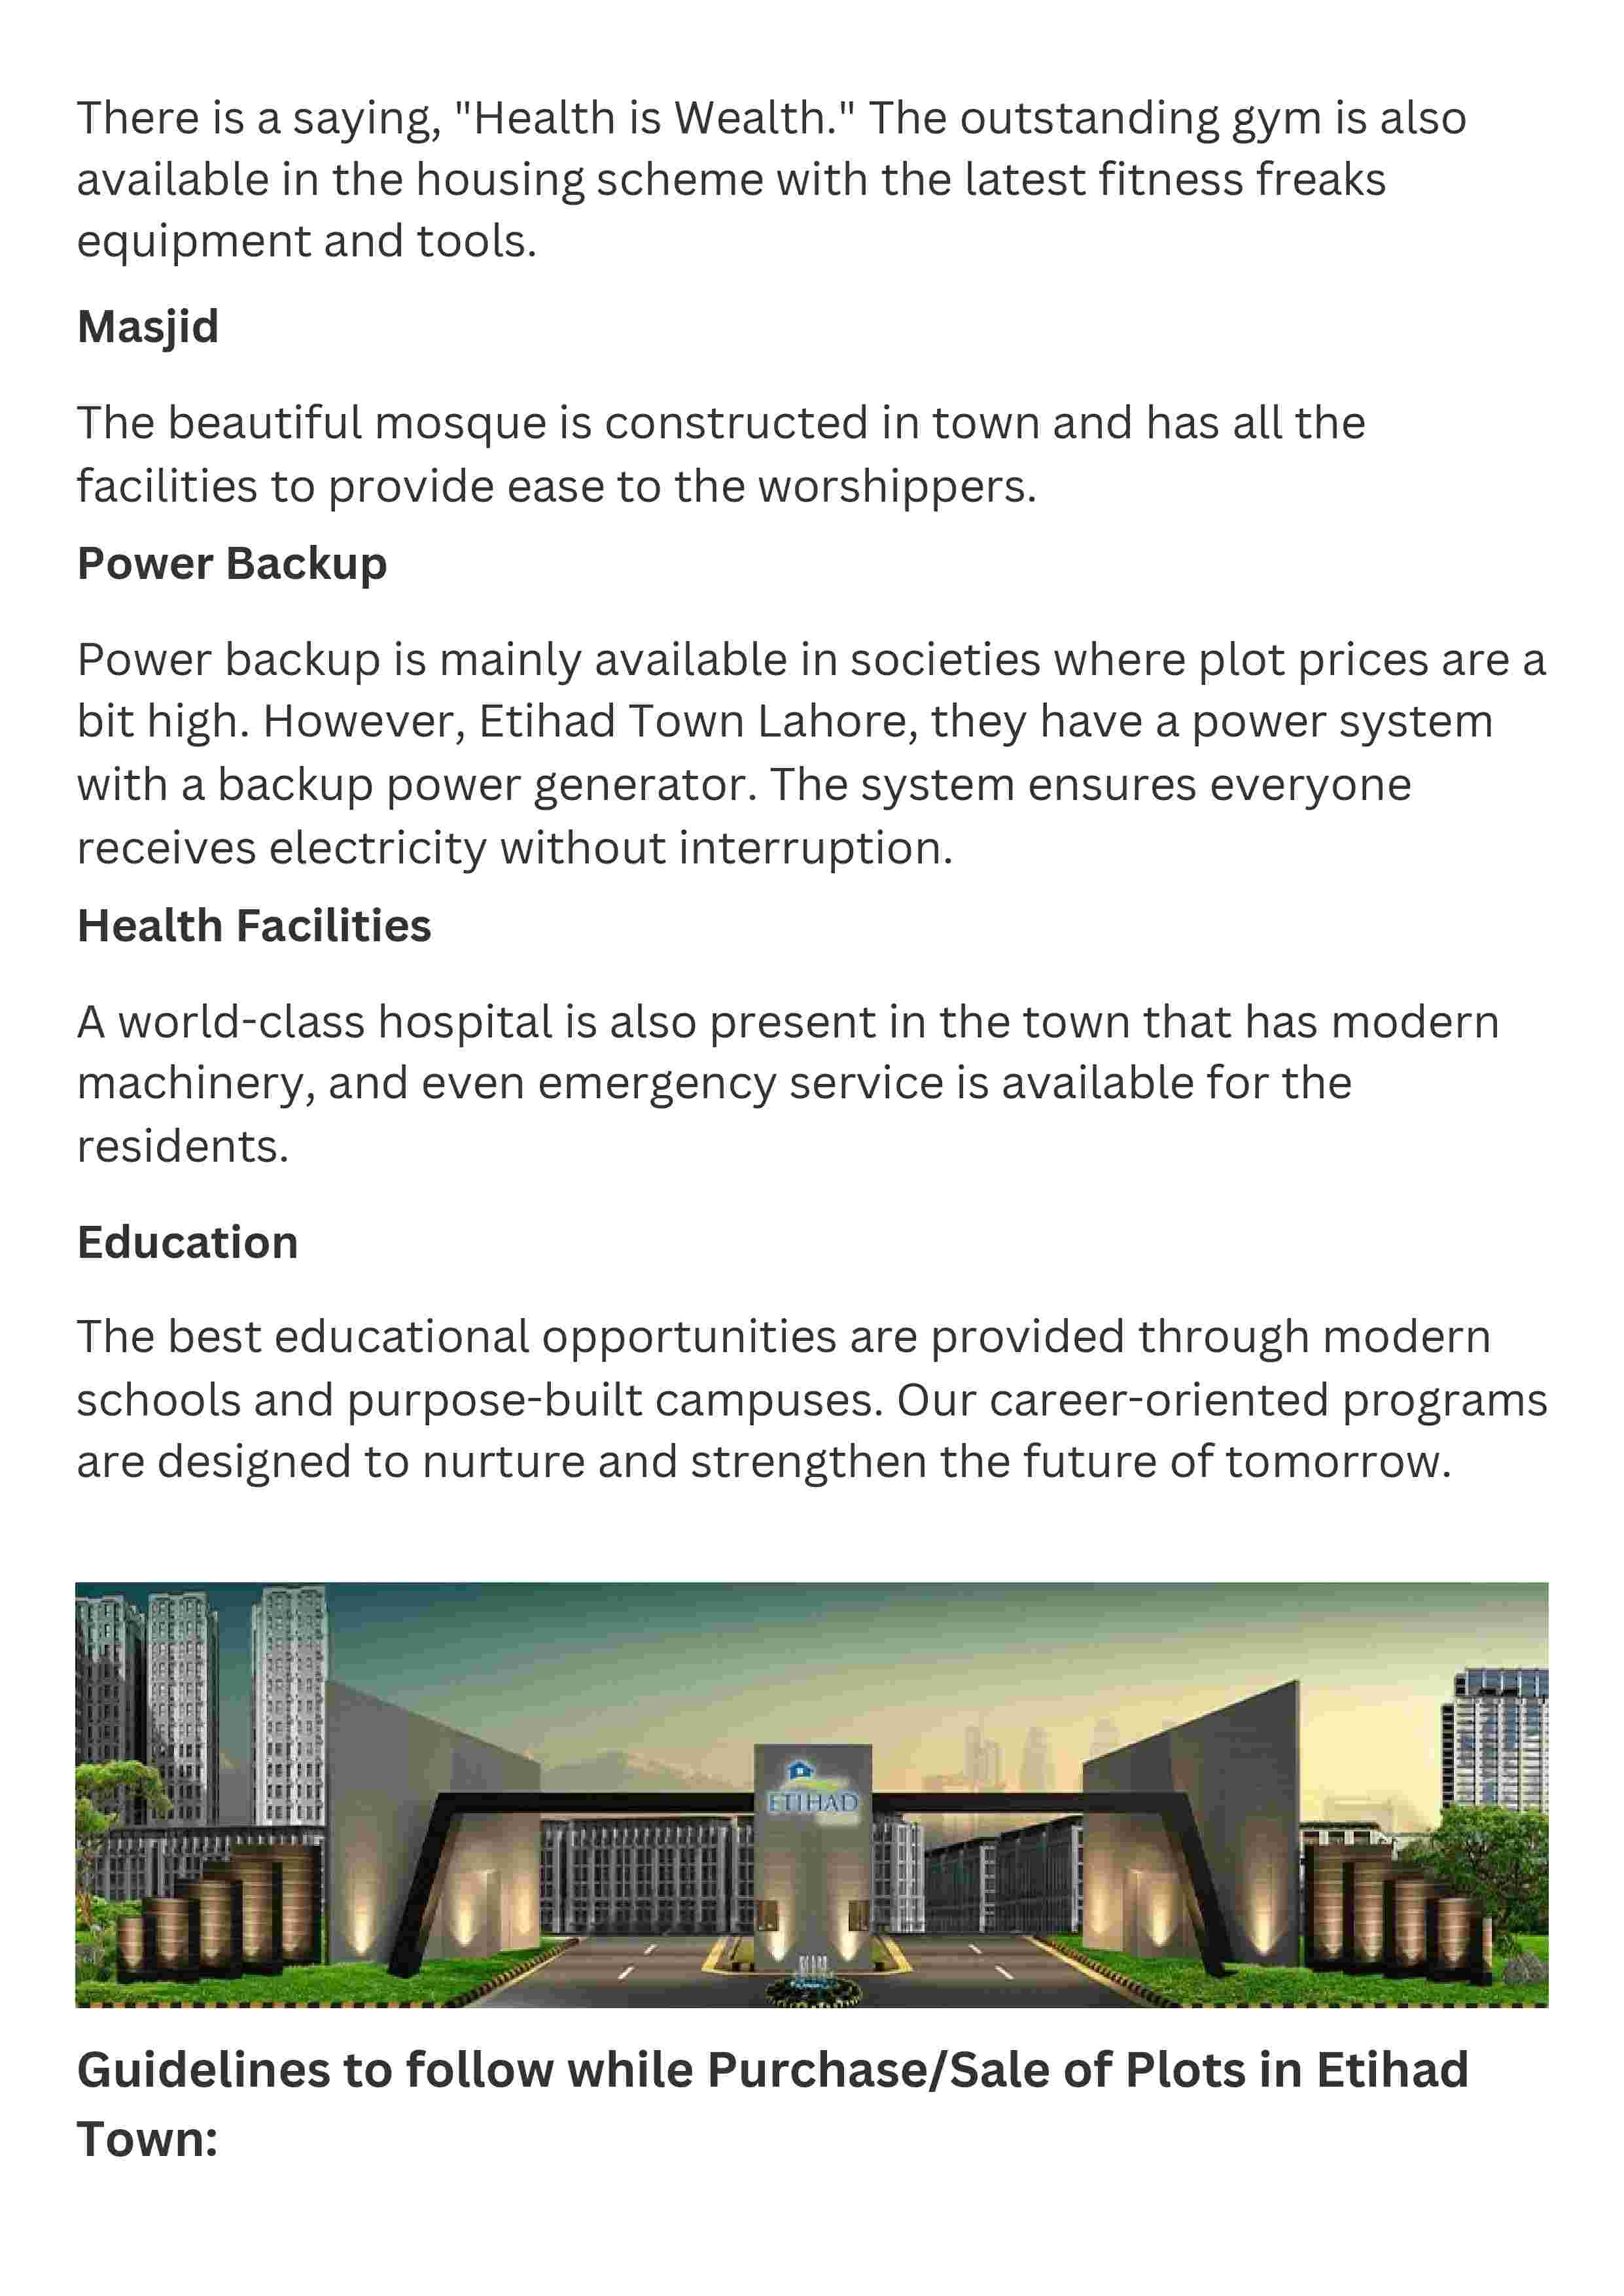 There is a saying, "Health is Wealth." The outstanding gym is also
available in the housing scheme with the latest fitness freaks
equipment and tools.
Masjid
The beautiful mosque is constructed in town and has all the
facilities to provide ease to the worshippers.
Power Backup
Power backup is mainly available in societies where plot prices are a
bit high. However, Etihad Town Lahore, they have a power system
with a backup power generator. The system ensures everyone
receives electricity without interruption.
Health Facilities
A world-class hospital is also present in the town that has modern
machinery, and even emergency service is available for the
residents.
Education
The best educational opportunities are provided through modern
schools and purpose-built campuses. Our career-oriented programs
are designed to nurture and strengthen the future of tomorrow.
ETIHAD
Guidelines to follow while Purchase/Sale of Plots in Etihad
Town: